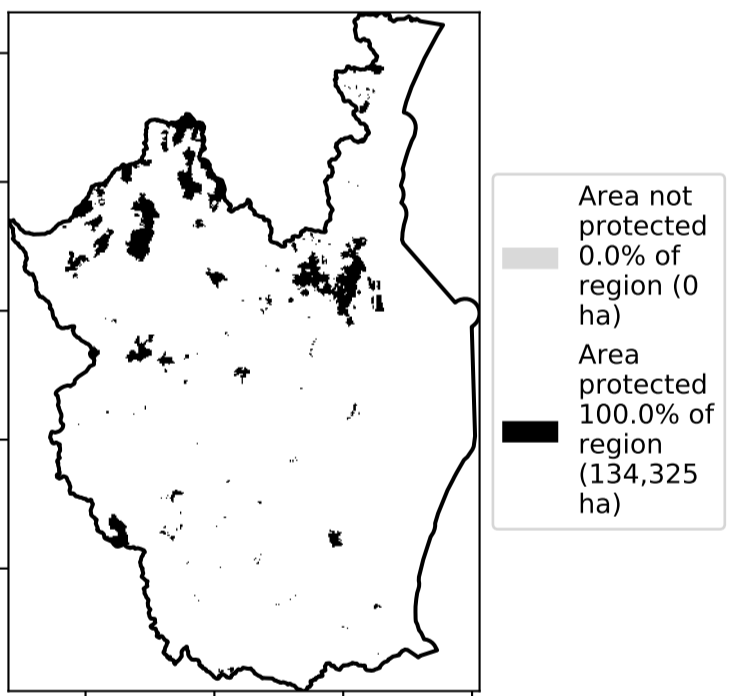 Area not
protected
0.0% of
region (0
ha)
Area
protected
100.0% of
region
(134,325
ha)